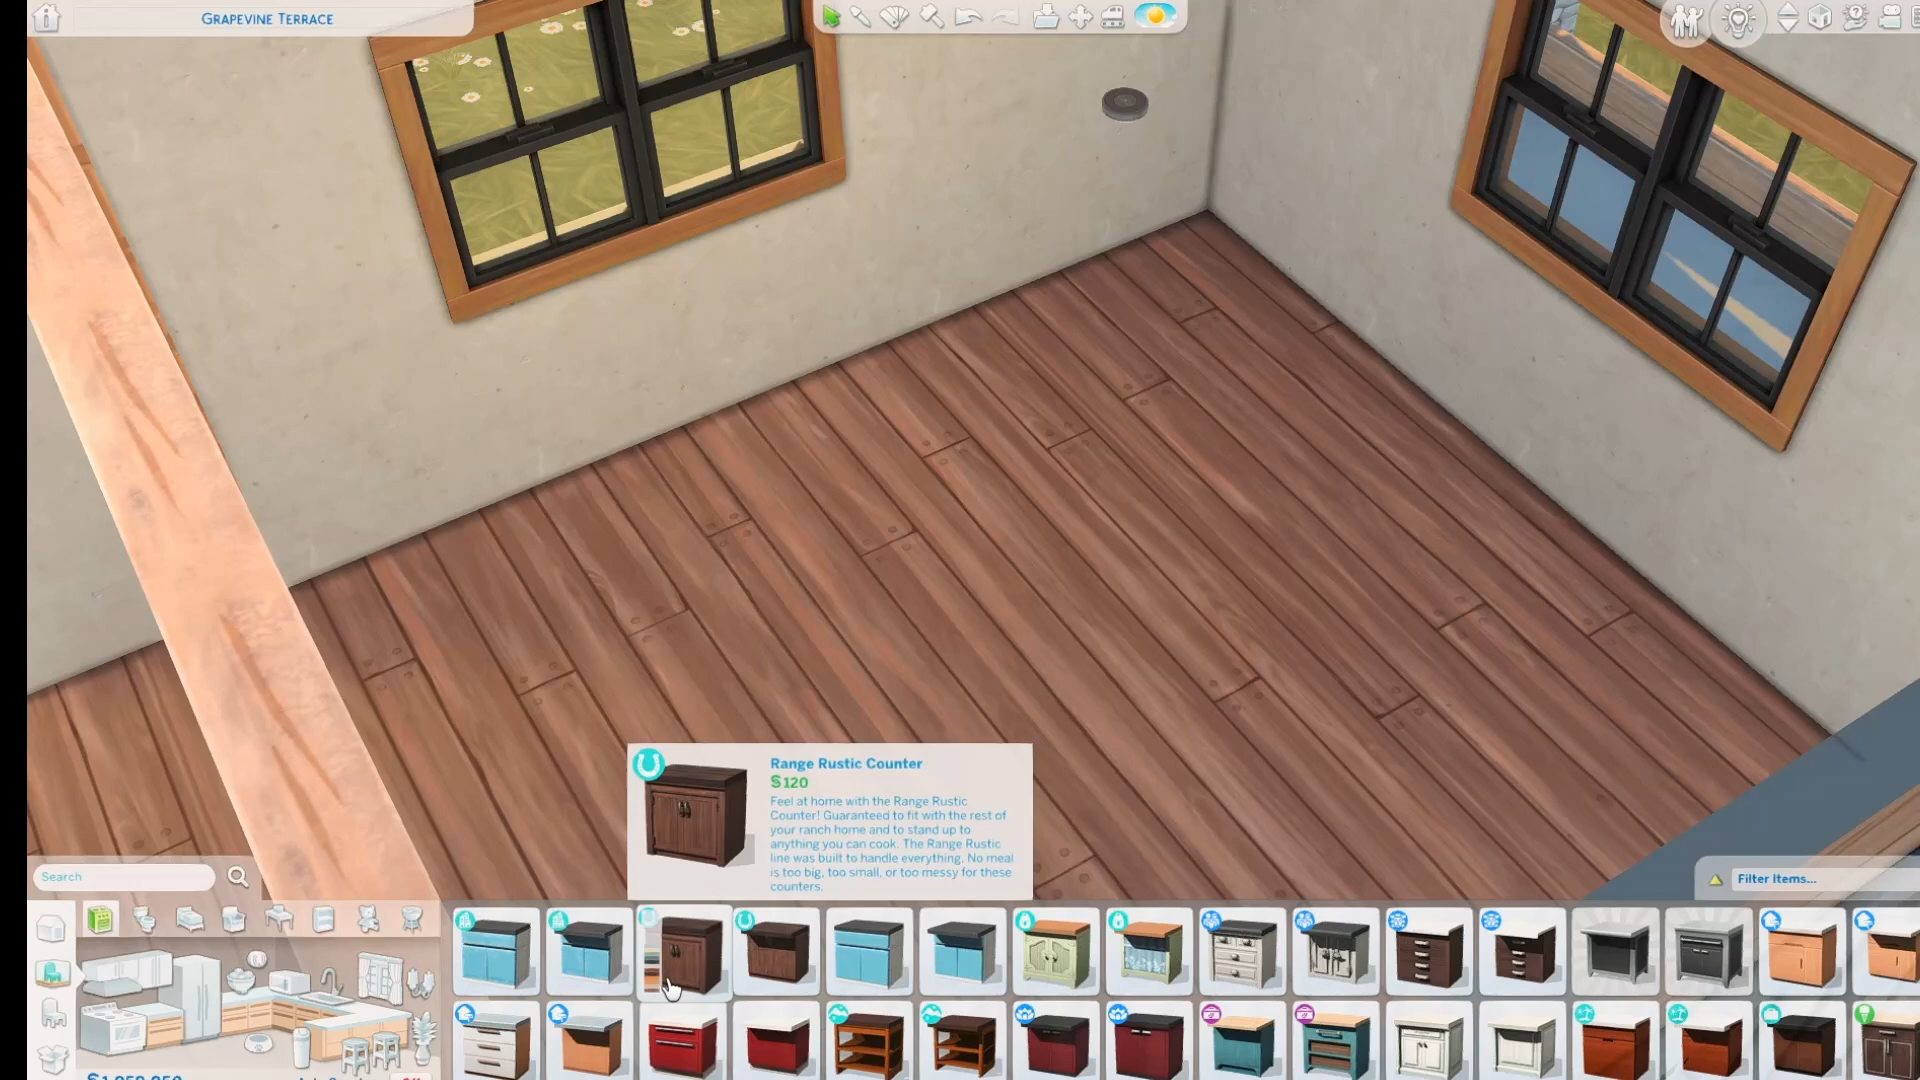 GRAPEVINE TERRACE
Range Rustic Counter
$120
Feel at home with the Range Rustic
Counter! Guaranteed to fit with the rest of
your ranch home and to stand up to
anything you can cook. The Range Rustic
line was built to handle everything. No meal
is too big, too small, or too messy for these
counters.
Search
Filter Items...